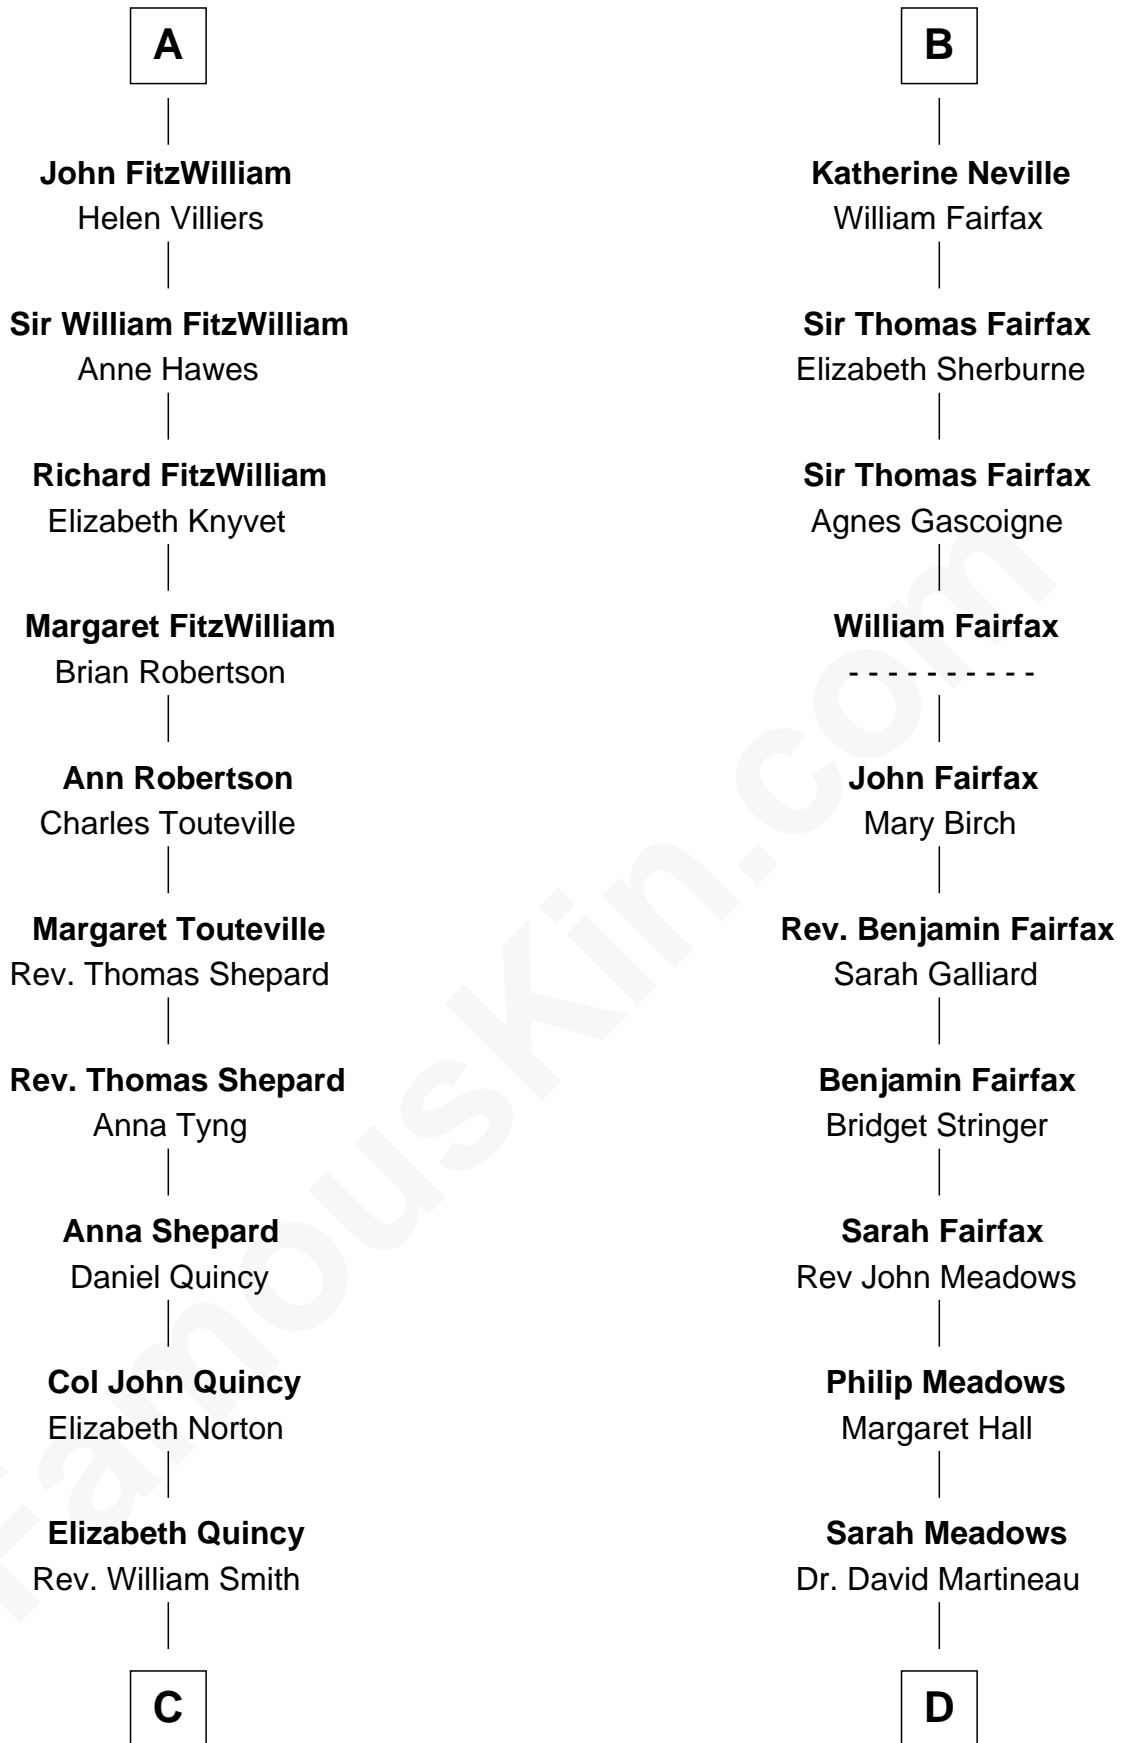 A
John FitzWilliam
Helen Villiers
Sir William FitzWilliam
Anne Hawes
Richard FitzWilliam
Elizabeth Knyvet
Margaret FitzWilliam
Brian Robertson
Ann Robertson
Charles Touteville
Margaret Touteville
Rev. Thomas Shepard
Rev. Thomas Shepard
Anna Tyng
Anna Shepard
Daniel Quincy
Col John Quincy
Elizabeth Norton
Elizabeth Quincy
Rev. William Smith
C
B
Katherine Neville
William Fairfax
Sir Thomas Fairfax
Elizabeth Sherburne
Sir Thomas Fairfax
Agnes Gascoigne
William Fairfax
- - - - - - - - - -
John Fairfax
Mary Birch
Rev. Benjamin Fairfax
Sarah Galliard
Benjamin Fairfax
Bridget Stringer
Sarah Fairfax
Rev John Meadows
Philip Meadows
Margaret Hall
Sarah Meadows
Dr. David Martineau
D
FamousKin.com